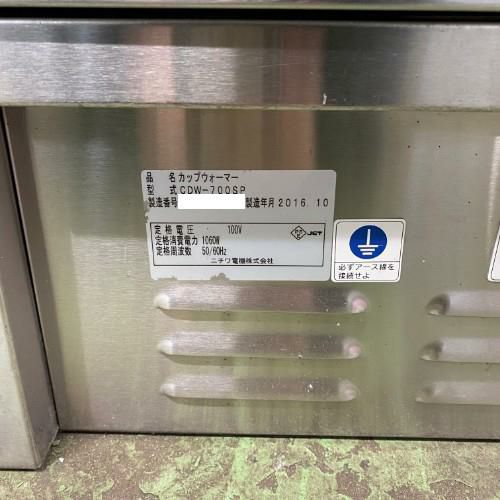 品名 カップウォーマー
型式 CDW-700SP
製造番号 製造年月 2016.10
定格電圧 100V
定格消費電力 1060W
定格周波数 50/60Hz
JET
ニチワ電機株式会社
必ずアース線を
接続せよ